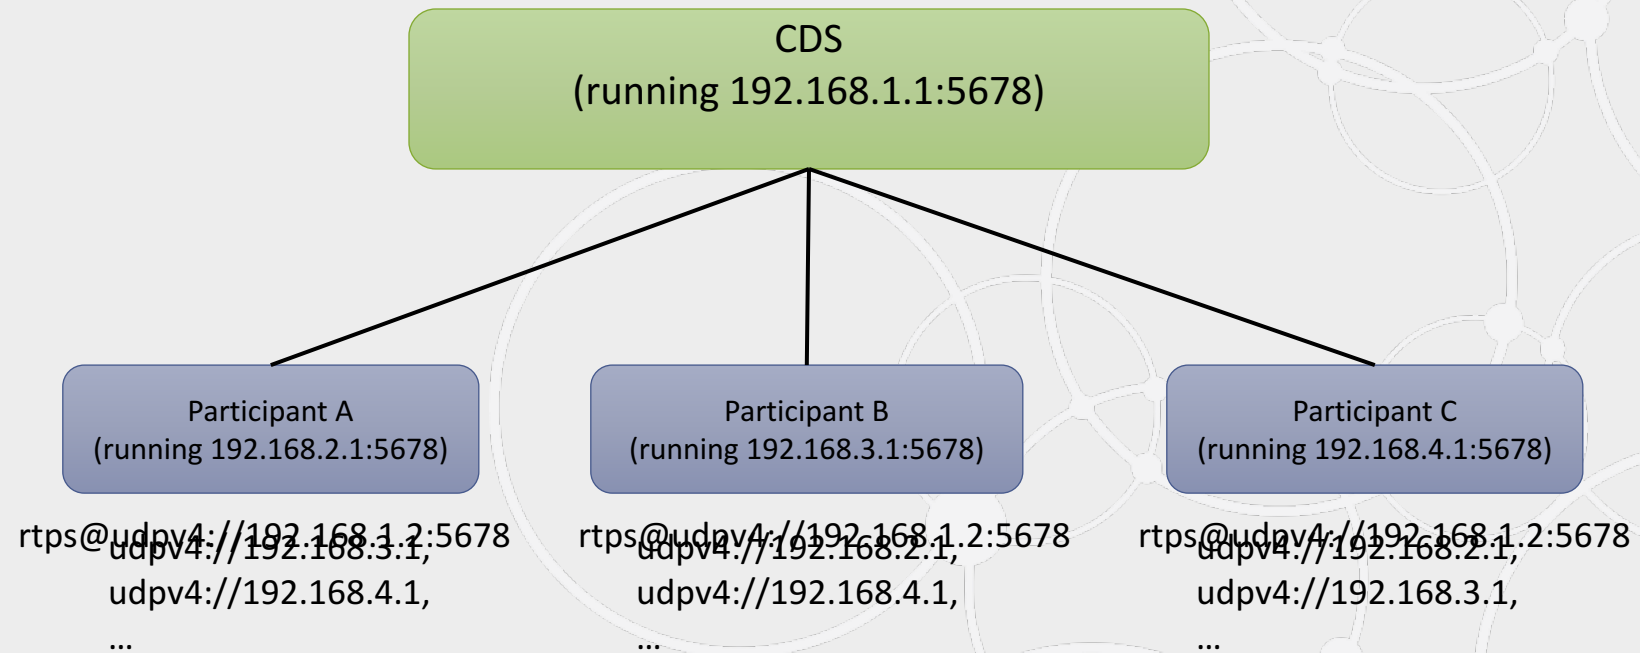 CDS
(running 192.168.1.1:5678)
Participant A
(running 192.168.2.1:5678)
Participant B
(running 192.168.3.1:5678)
Participant C
(running 192.168.4.1:5678)
rtps@udpv4://192.168.1.2:5678
udpv4://192.168.3.1,
udpv4://192.168.4.1,
...
rtps@udpv4://192.168.1.2:5678
udpv4://192.168.2.1,
udpv4://192.168.4.1,
...
rtps@udpv4://192.168.1.2:5678
udpv4://192.168.2.1,
udpv4://192.168.3.1,
...